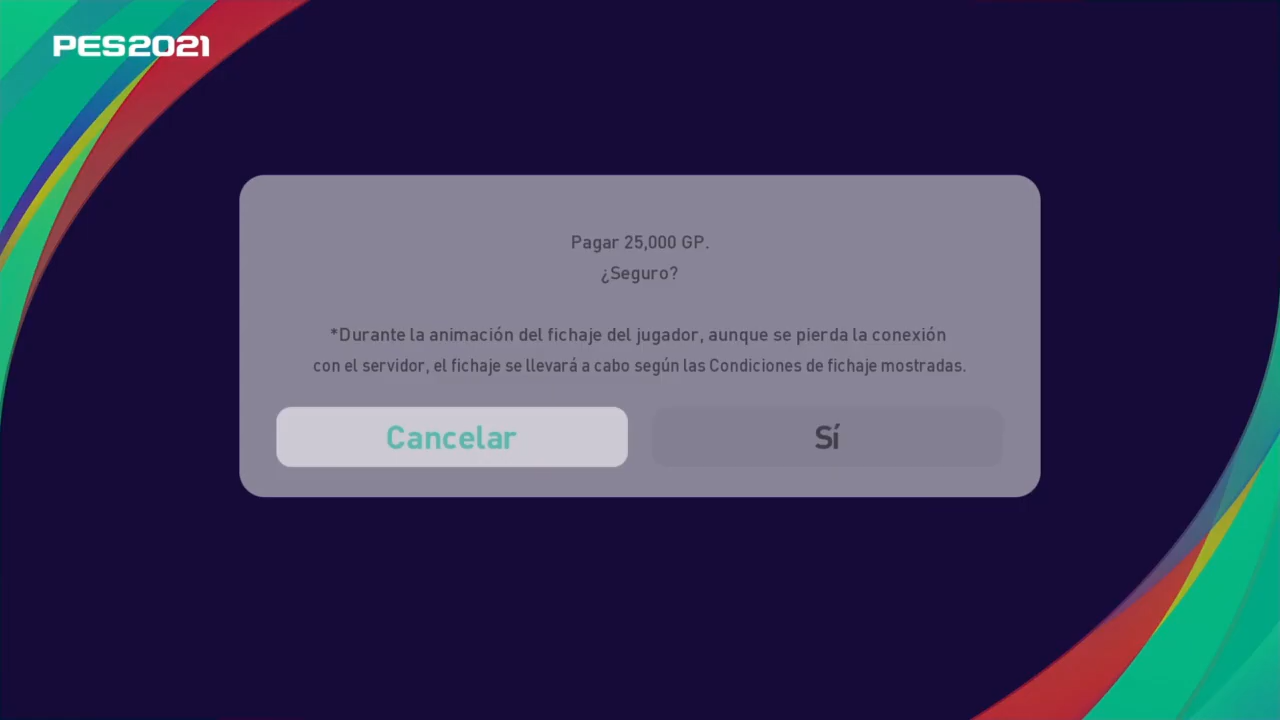 PES2021
Pagar 25,000 GP.
¿Seguro?
*Durante la animación del fichaje del jugador, aunque se pierda la conexión
con el servidor, el fichaje se llevará a cabo según las Condiciones de fichaje mostradas.
Cancelar
Sí